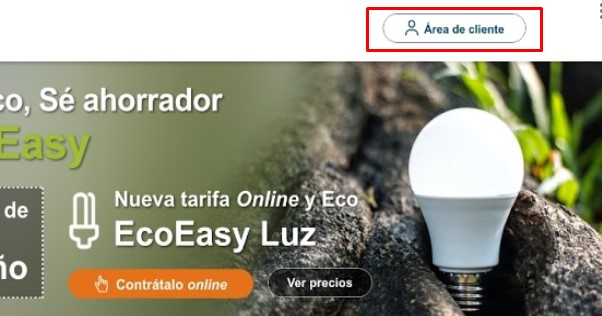 Área de cliente
co, Sé ahorrador
Easy
de
Nueva tarifa Online y Eco
EcoEasy Luz
ño
Contrátalo online
Ver precios